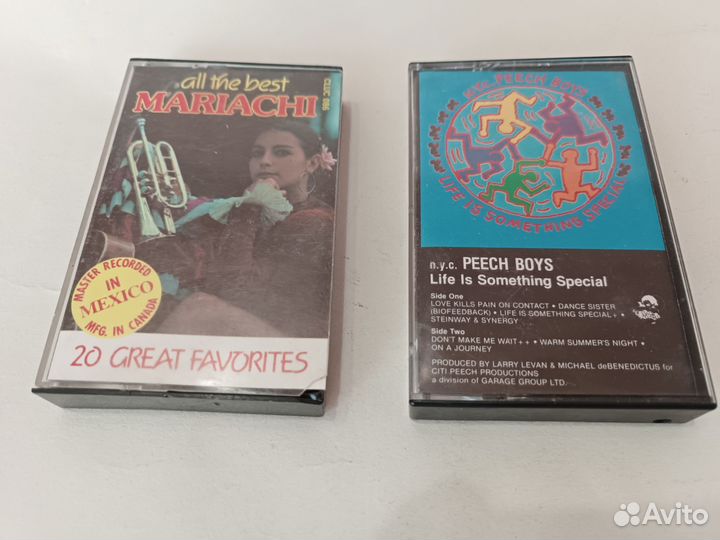 all the best
MARIACHI
CLUC 086
MASTER RECORDED
IN
MEXICO
MFG. IN CANADA
20 GREAT FAVORITES
NYC PEECH BOYS
LIFE IS SOMETHING SPECIAL
n.y.c. PEECH BOYS
Life Is Something Special
Side One
LOVE KILLS PAIN ON CONTACT • DANCE SISTER
(BIOFEEDBACK) • LIFE IS SOMETHING SPECIAL+ •
STEINWAY & SYNERGY
Side Two
DON'T MAKE ME WAIT++ • WARM SUMMER'S NIGHT •
ON A JOURNEY
PRODUCED BY LARRY LEVAN & MICHAEL deBENEDICTUS for
CITI PEECH PRODUCTIONS
a division of GARAGE GROUP LTD.
Avito